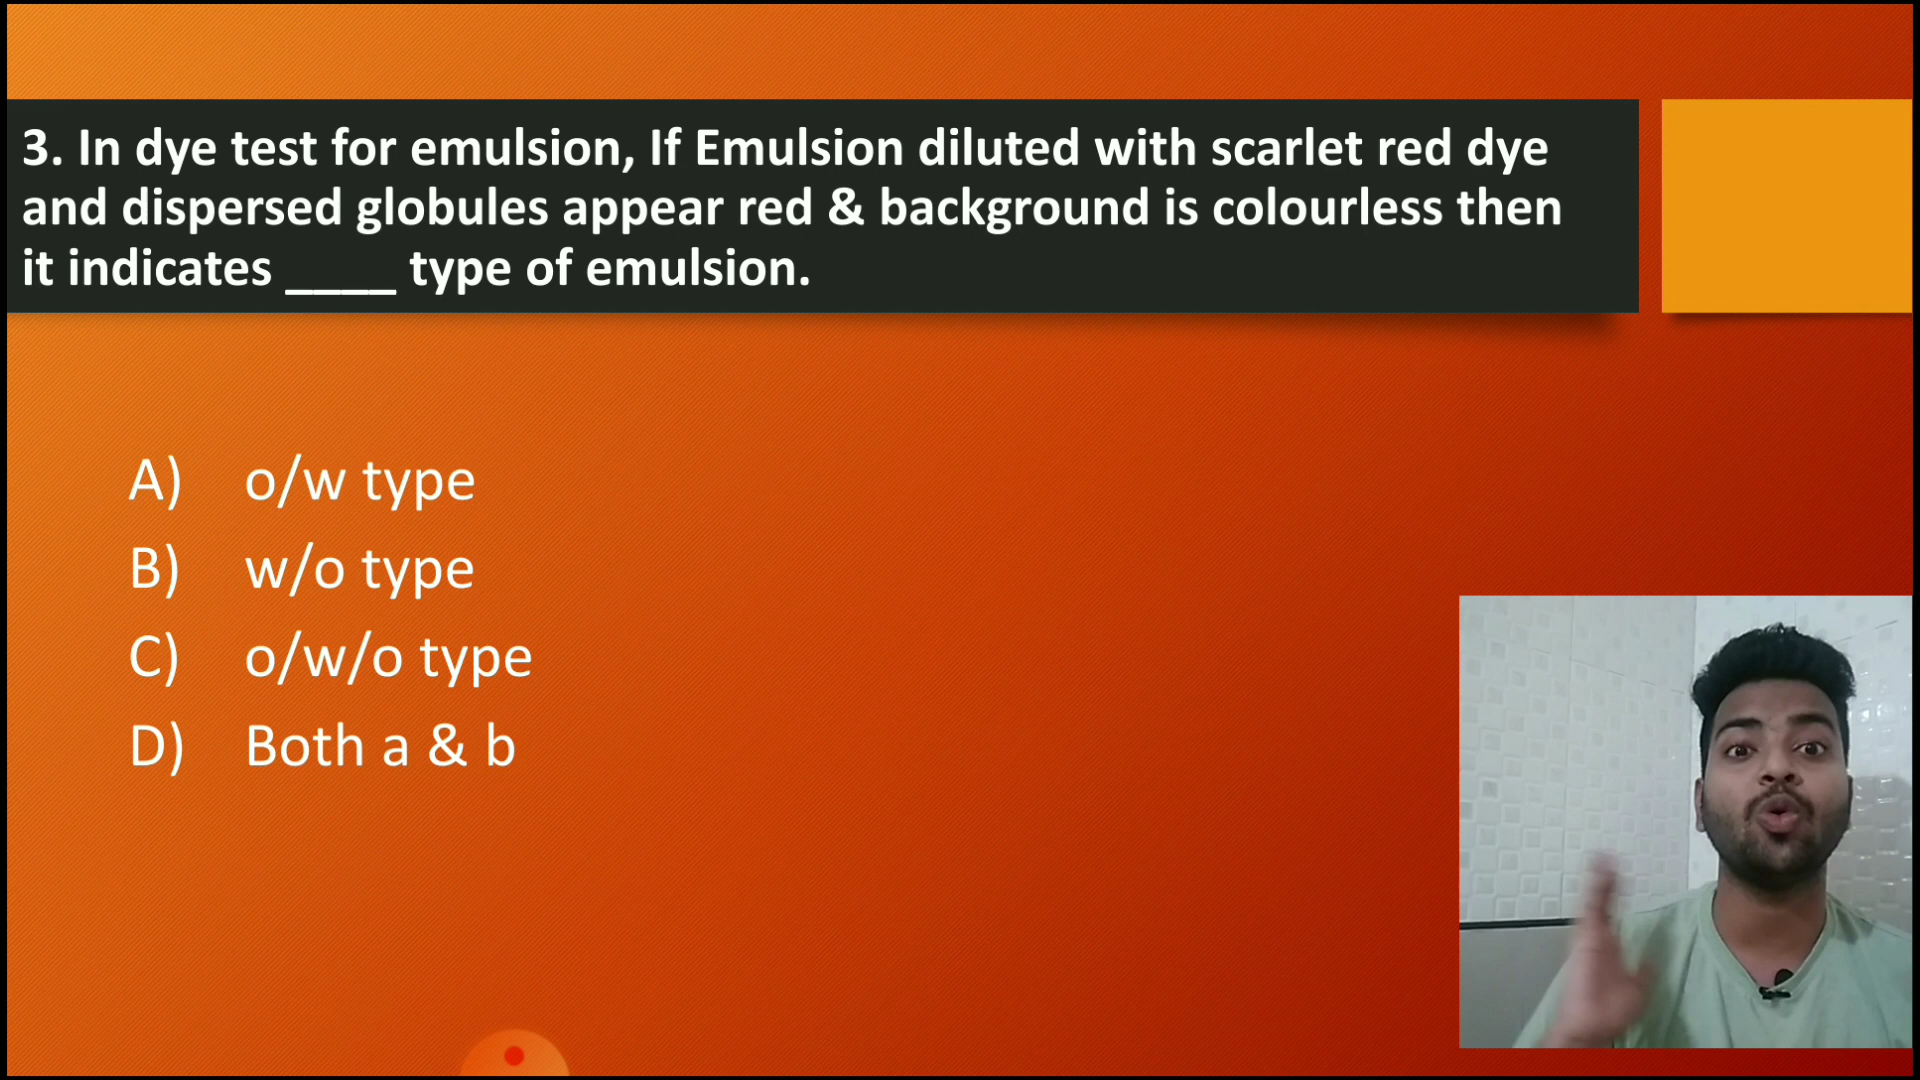 3. In dye test for emulsion, If Emulsion diluted with scarlet red dye
and dispersed globules appear red & background is colourless then
it indicates ____ type of emulsion.
A) o/w type
B) w/o type
C) o/w/o type
D) Both a & b